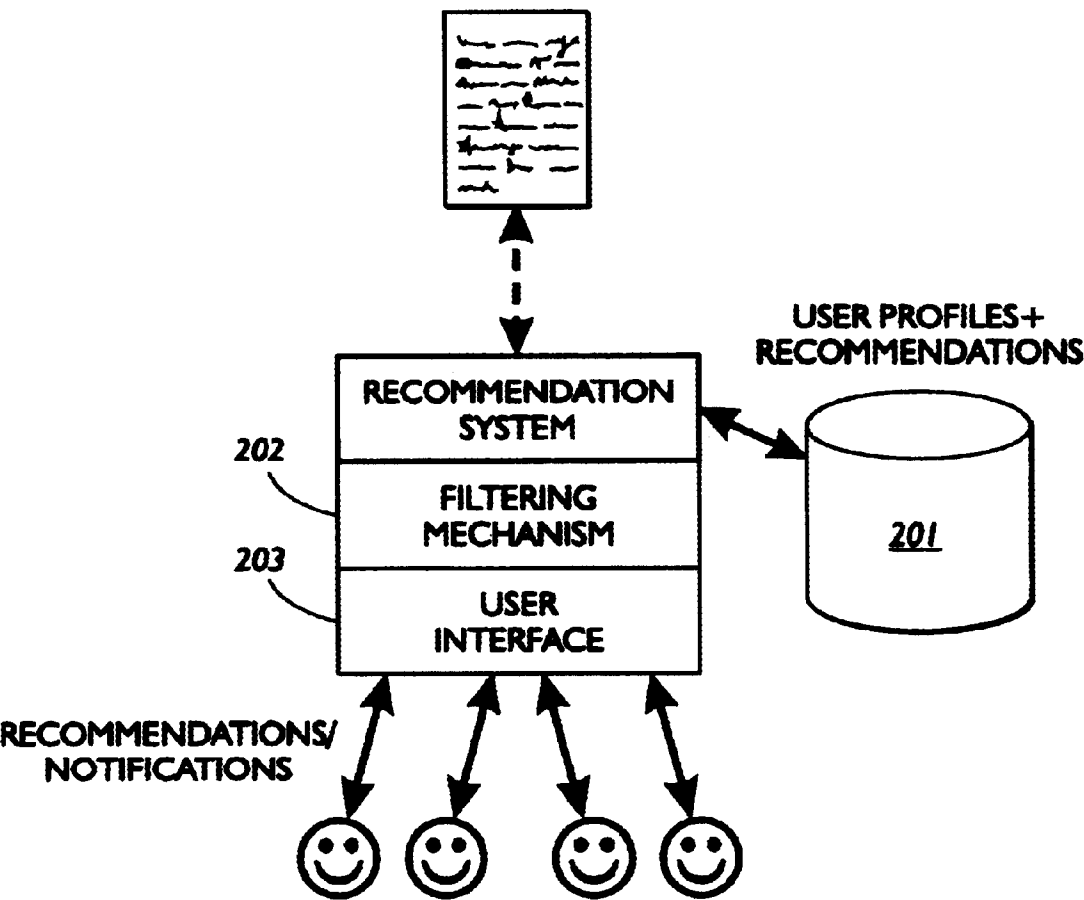 USER PROFILES+
RECOMMENDATIONS
RECOMMENDATION
SYSTEM
202
FILTERING
MECHANISM
201
203
USER
INTERFACE
RECOMMENDATIONS/
NOTIFICATIONS